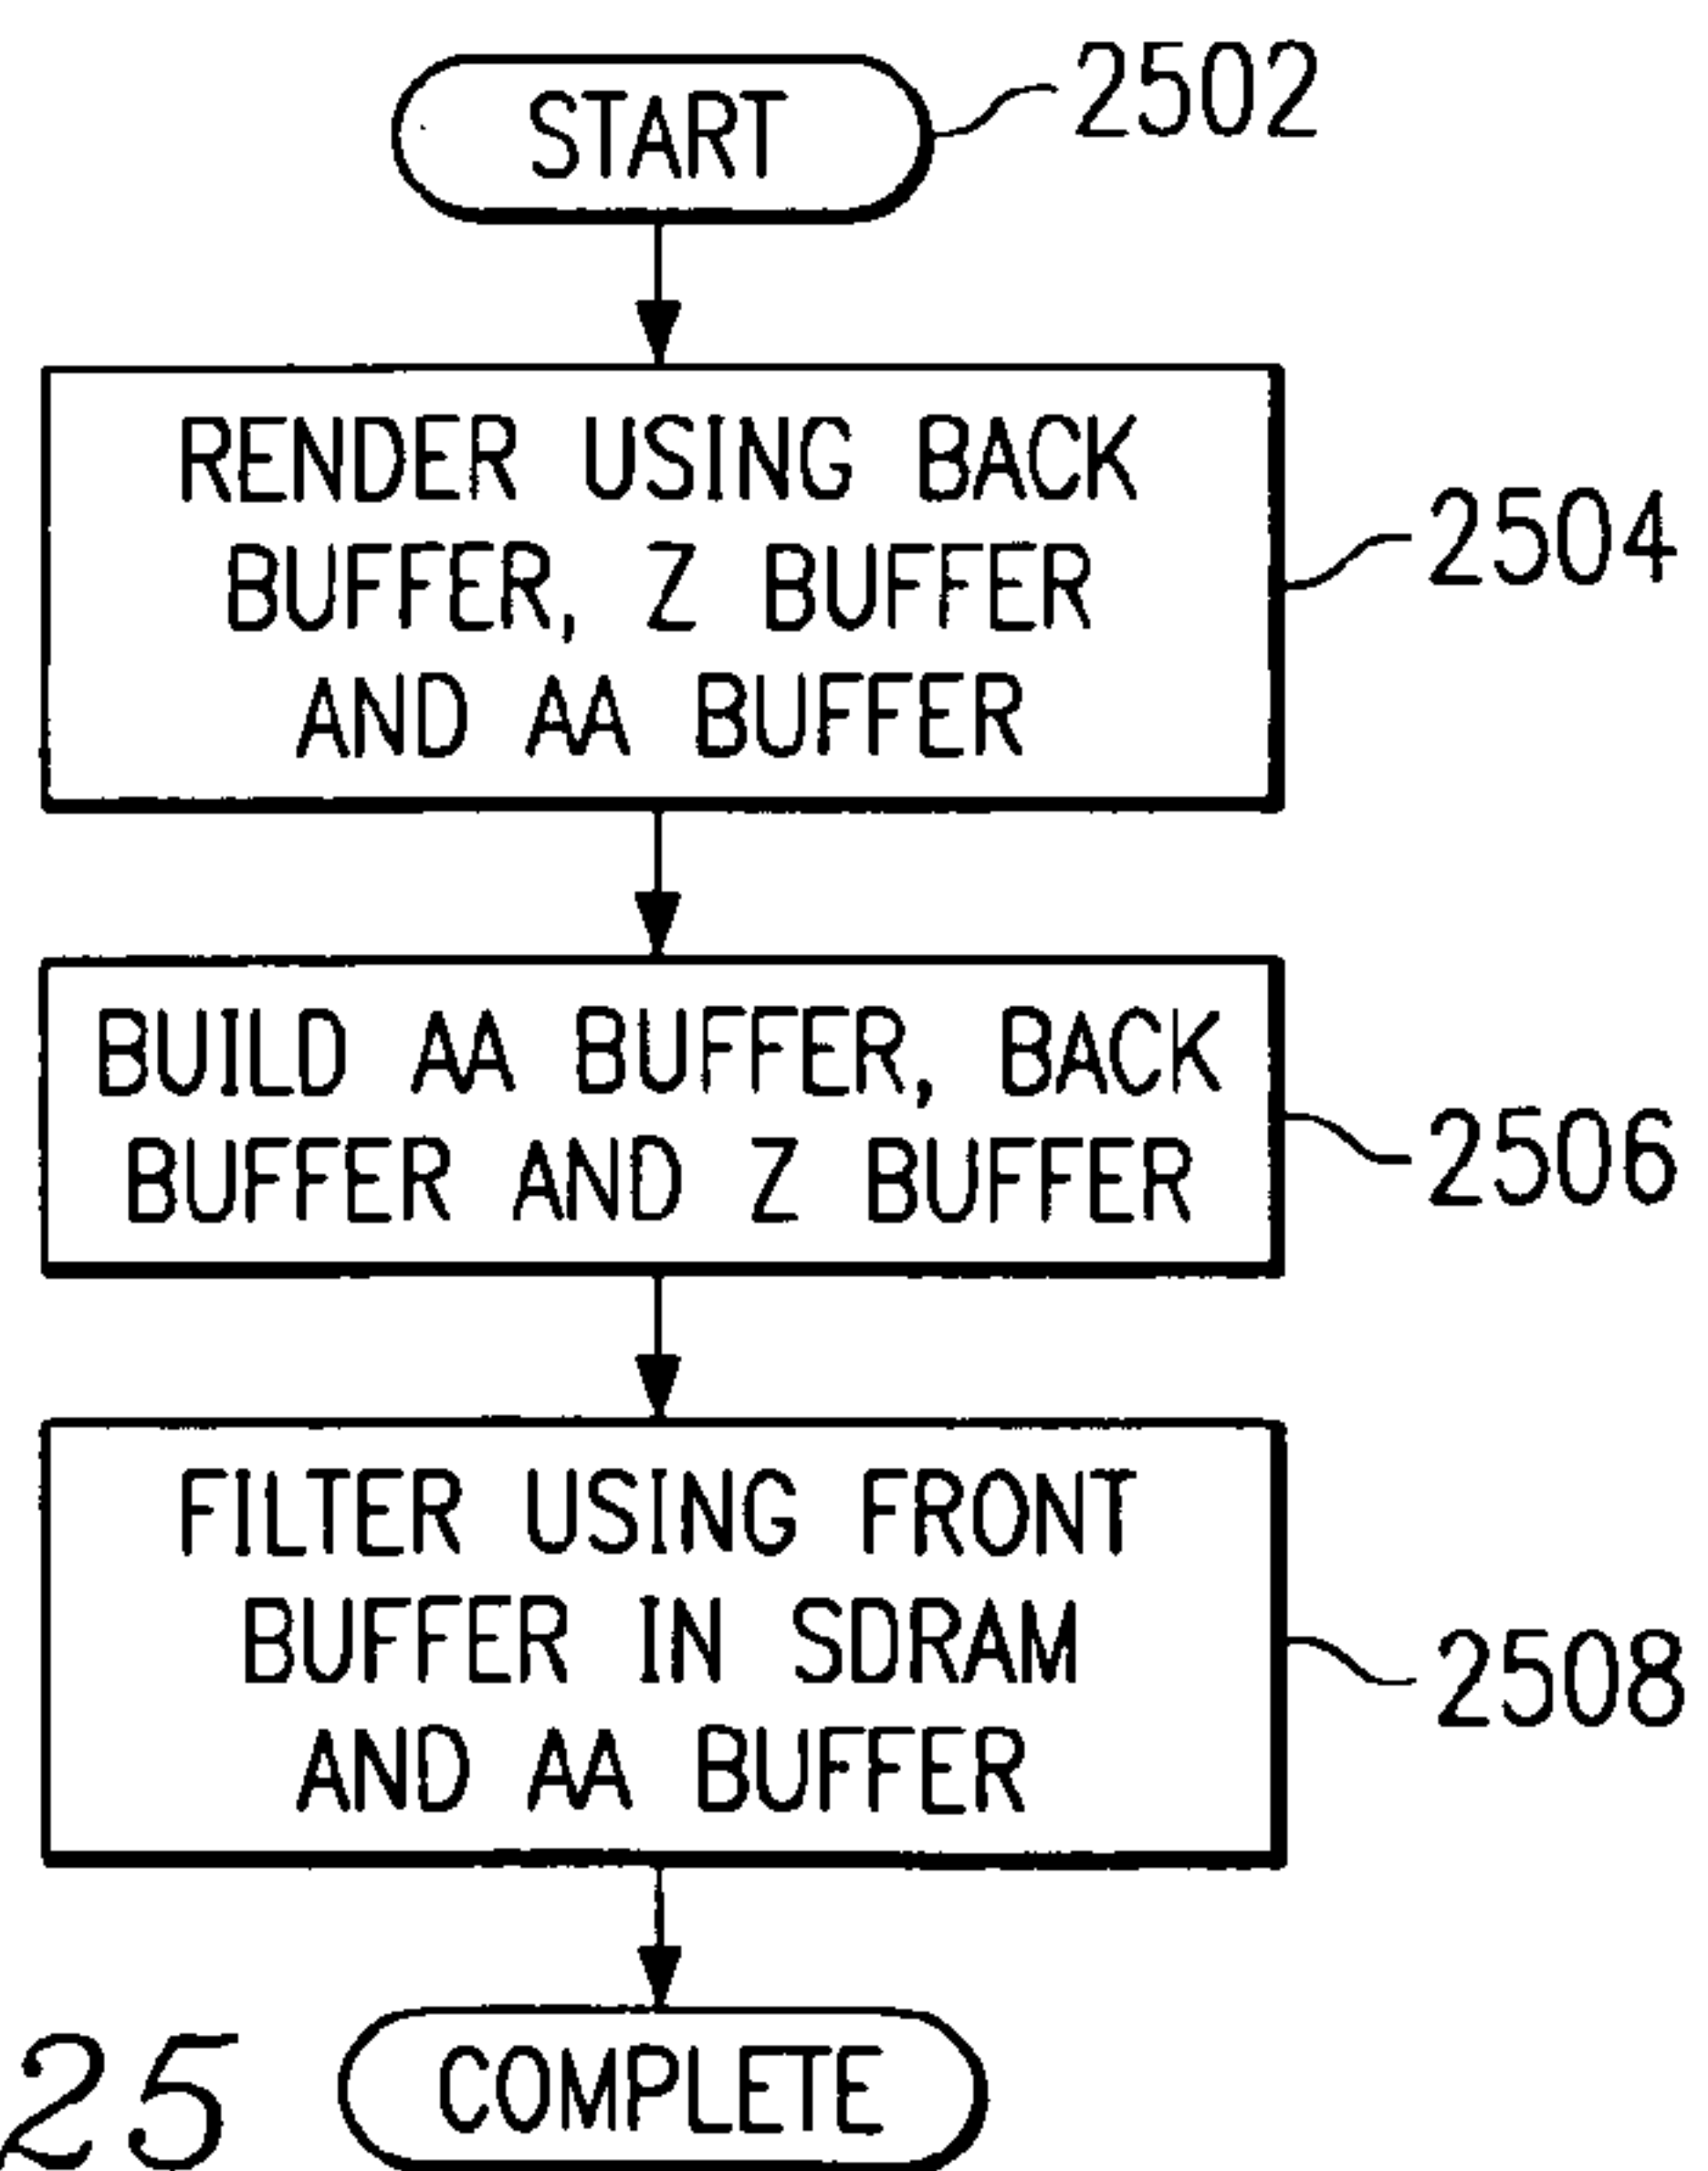 START
2502
RENDER USING BACK
BUFFER, Z BUFFER
AND AA BUFFER
2504
BUILD AA BUFFER, BACK
BUFFER AND Z BUFFER
2506
FILTER USING FRONT
BUFFER IN SDRAM
AND AA BUFFER
2508
COMPLETE
25